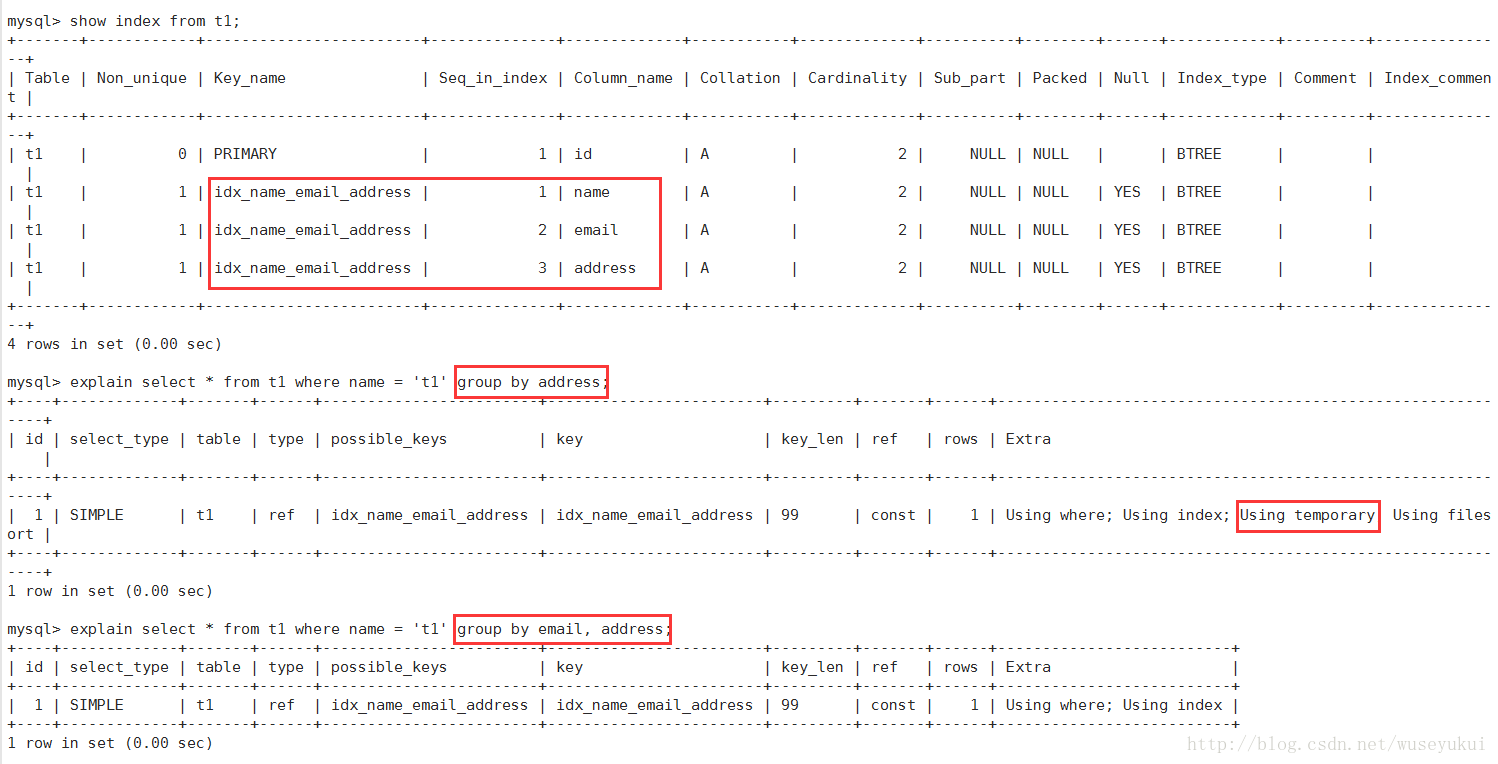 mysql> show index from t1;
+-------+------------+-------------------------+--------------+-------------+-----------+-------------+----------+--------+------+------------+---------+-------------
--+
| Table | Non_unique | Key_name                | Seq_in_index | Column_name | Collation | Cardinality | Sub_part | Packed | Null | Index_type | Comment | Index_commen
t |
+-------+------------+-------------------------+--------------+-------------+-----------+-------------+----------+--------+------+------------+---------+-------------
--+
| t1    |          0 | PRIMARY                 |            1 | id          | A         |           2 |     NULL | NULL   |      | BTREE      |         |
  |
| t1    |          1 | idx_name_email_address |            1 | name        | A         |           2 |     NULL | NULL   | YES  | BTREE      |         |
  |
| t1    |          1 | idx_name_email_address |            2 | email       | A         |           2 |     NULL | NULL   | YES  | BTREE      |         |
  |
| t1    |          1 | idx_name_email_address |            3 | address     | A         |           2 |     NULL | NULL   | YES  | BTREE      |         |
  |
+-------+------------+-------------------------+--------------+-------------+-----------+-------------+----------+--------+------+------------+---------+-------------
--+
4 rows in set (0.00 sec)
mysql> explain select * from t1 where name = 't1' group by address;
+----+-------------+-------+------+------------------------+------------------------+---------+-------+------+--------------------------------------------------------
----+
| id | select_type | table | type | possible_keys          | key                    | key_len | ref   | rows | Extra
    |
+----+-------------+-------+------+------------------------+------------------------+---------+-------+------+--------------------------------------------------------
----+
|  1 | SIMPLE      | t1    | ref  | idx_name_email_address | idx_name_email_address | 99      | const |    1 | Using where; Using index; Using temporary Using files
ort |
+----+-------------+-------+------+------------------------+------------------------+---------+-------+------+--------------------------------------------------------
----+
1 row in set (0.00 sec)
mysql> explain select * from t1 where name = 't1' group by email, address;
+----+-------------+-------+------+------------------------+------------------------+---------+-------+------+--------------------------+
| id | select_type | table | type | possible_keys          | key                    | key_len | ref   | rows | Extra                    |
+----+-------------+-------+------+------------------------+------------------------+---------+-------+------+--------------------------+
|  1 | SIMPLE      | t1    | ref  | idx_name_email_address | idx_name_email_address | 99      | const |    1 | Using where; Using index |
+----+-------------+-------+------+------------------------+------------------------+---------+-------+------+--------------------------+
1 row in set (0.00 sec)
http://blog.csdn.net/wuseyukui